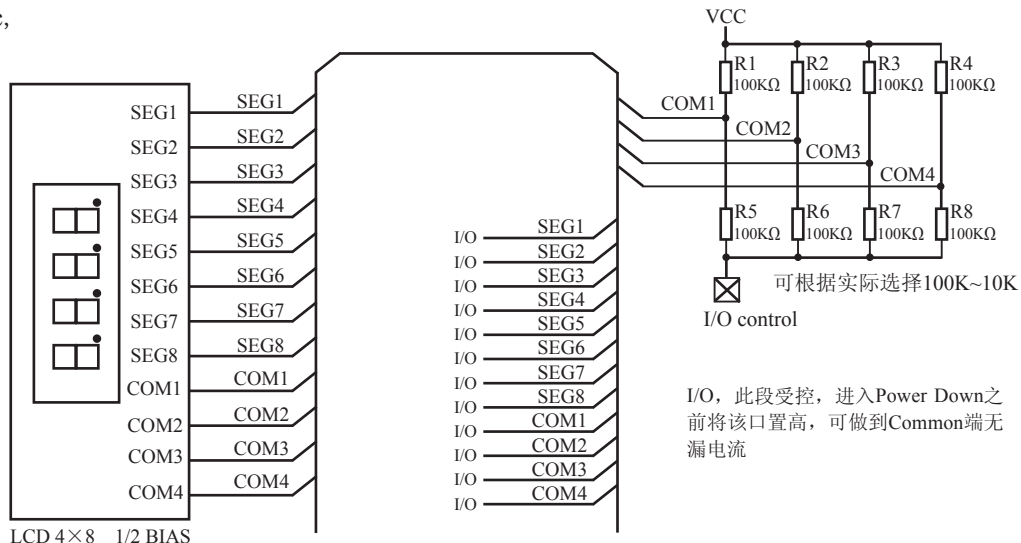 c,
VCC
R1
100KΩ
R2
100KΩ
R3
100KΩ
R4
100KΩ
COM1
COM2
COM3
COM4
R5
100KΩ
R6
100KΩ
R7
100KΩ
R8
100KΩ
可根据实际选择100K~10K
I/O control
I/O，此段受控，进入Power Down之
前将该口置高，可做到Common端无
漏电流
SEG1
SEG2
SEG3
SEG4
SEG5
SEG6
SEG7
SEG8
COM1
COM2
COM3
COM4
SEG1
SEG2
SEG3
SEG4
SEG5
SEG6
SEG7
SEG8
COM1
COM2
COM3
COM4
I/O SEG1
I/O SEG2
I/O SEG3
I/O SEG4
I/O SEG5
I/O SEG6
I/O SEG7
I/O SEG8
I/O COM1
I/O COM2
I/O COM3
I/O COM4
LCD 4×8 1/2 BIAS